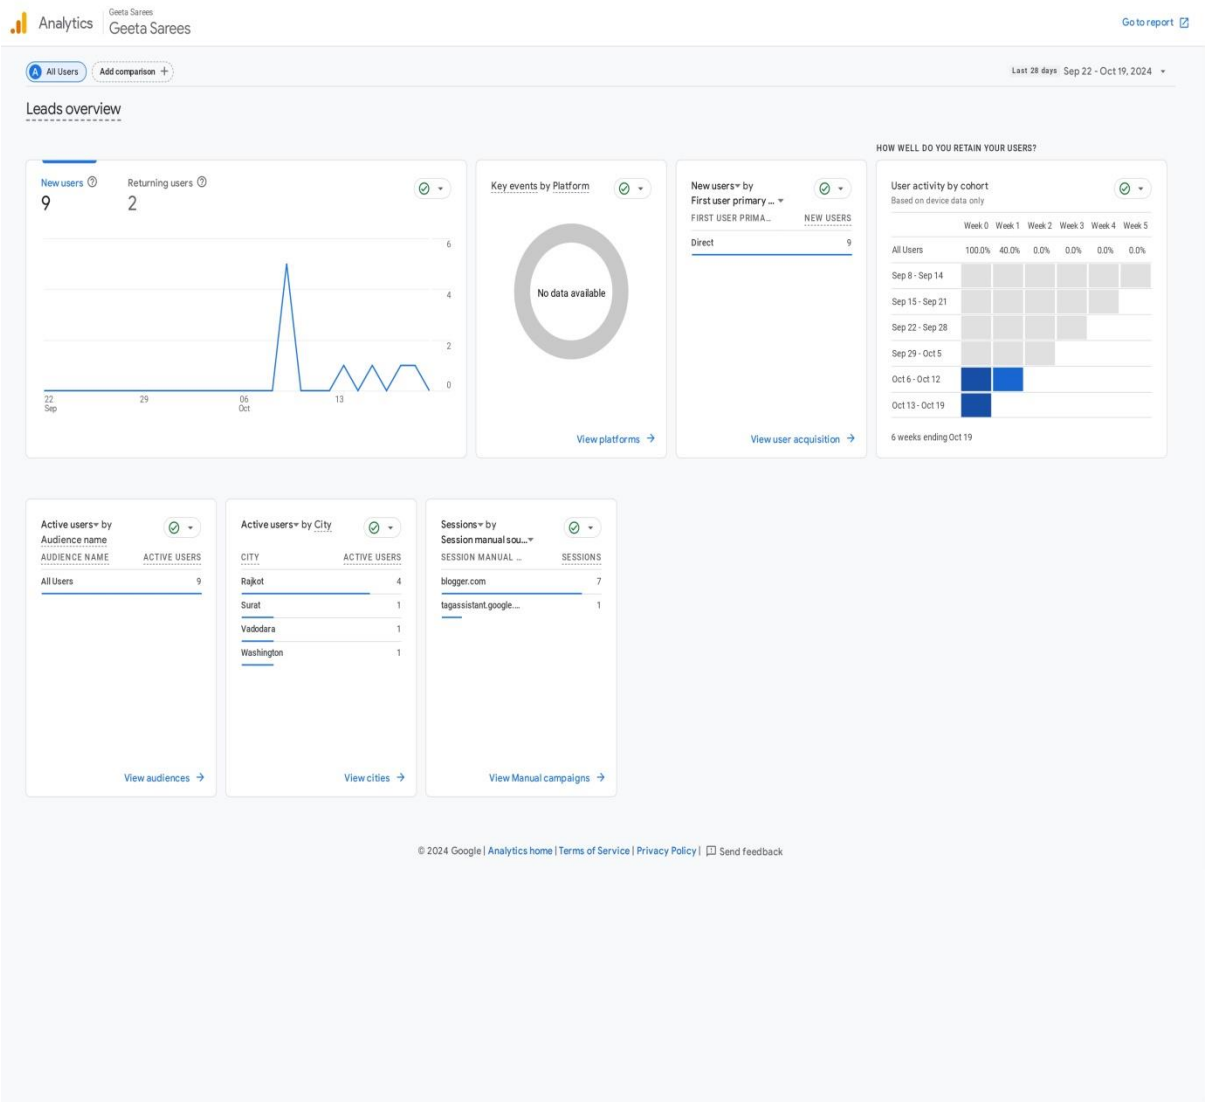 Analytics
Geeta Sarees
Geeta Sarees
Go to report
A All Users
Add comparison
Last 28 days Sep 22 - Oct 19, 2024
Leads overview
New users
9
Returning users
2
6
4
2
0
22
Sep
29
06
Oct
13
Key events by Platform
No data available
View platforms
New users by
First user primary ...
FIRST USER PRIMA... NEW USERS
Direct 9
View user acquisition
HOW WELL DO YOU RETAIN YOUR USERS?
User activity by cohort
Based on device data only
Week 0 Week 1 Week 2 Week 3 Week 4 Week 5
All Users 100.0% 40.0% 0.0% 0.0% 0.0% 0.0%
Sep 8 - Sep 14
Sep 15 - Sep 21
Sep 22 - Sep 28
Sep 29 - Oct 5
Oct 6 - Oct 12
Oct 13 - Oct 19
6 weeks ending Oct 19
Active users by
Audience name
AUDIENCE NAME ACTIVE USERS
All Users 9
View audiences
Active users by City
CITY ACTIVE USERS
Rajkot 4
Surat 1
Vadodara 1
Washington 1
View cities
Sessions by
Session manual sou...
SESSION MANUAL ... SESSIONS
blogger.com 7
tagassistant.google.... 1
View Manual campaigns
© 2024 Google | Analytics home | Terms of Service | Privacy Policy | Send feedback